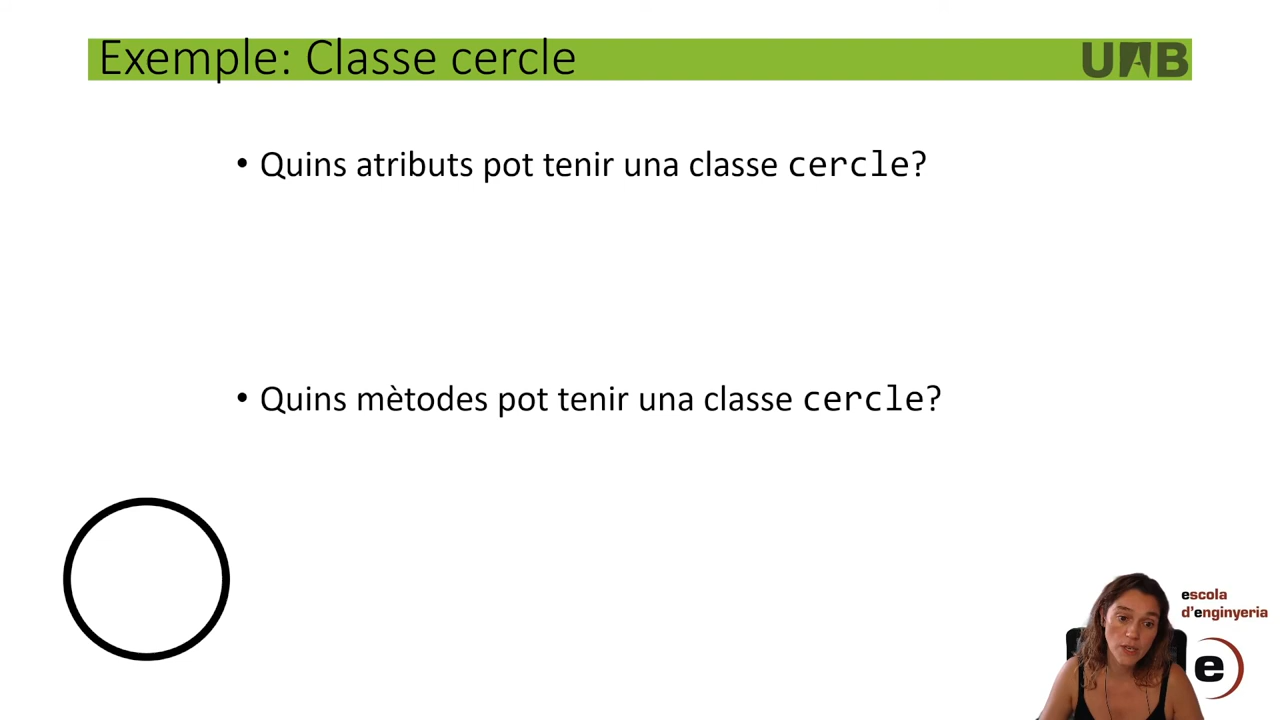 Exemple: Classe cercle
UAB
• Quins atributs pot tenir una classe cercle?
• Quins mètodes pot tenir una classe cercle?
escola
d'enginyeria
e